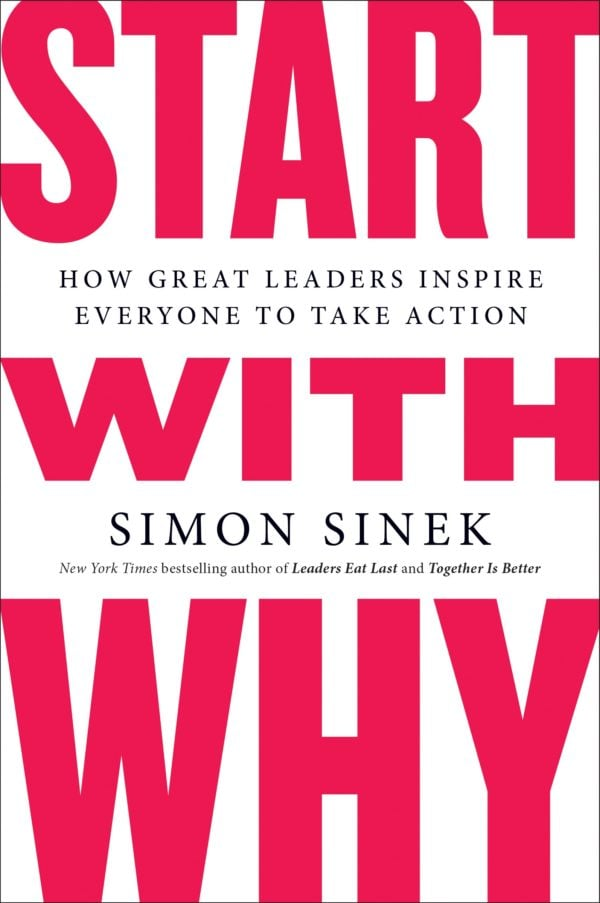 START
HOW GREAT LEADERS INSPIRE
EVERYONE TO TAKE ACTION
WITH
SIMON SINEK
New York Times bestselling author of Leaders Eat Last and Together Is Better
WHY